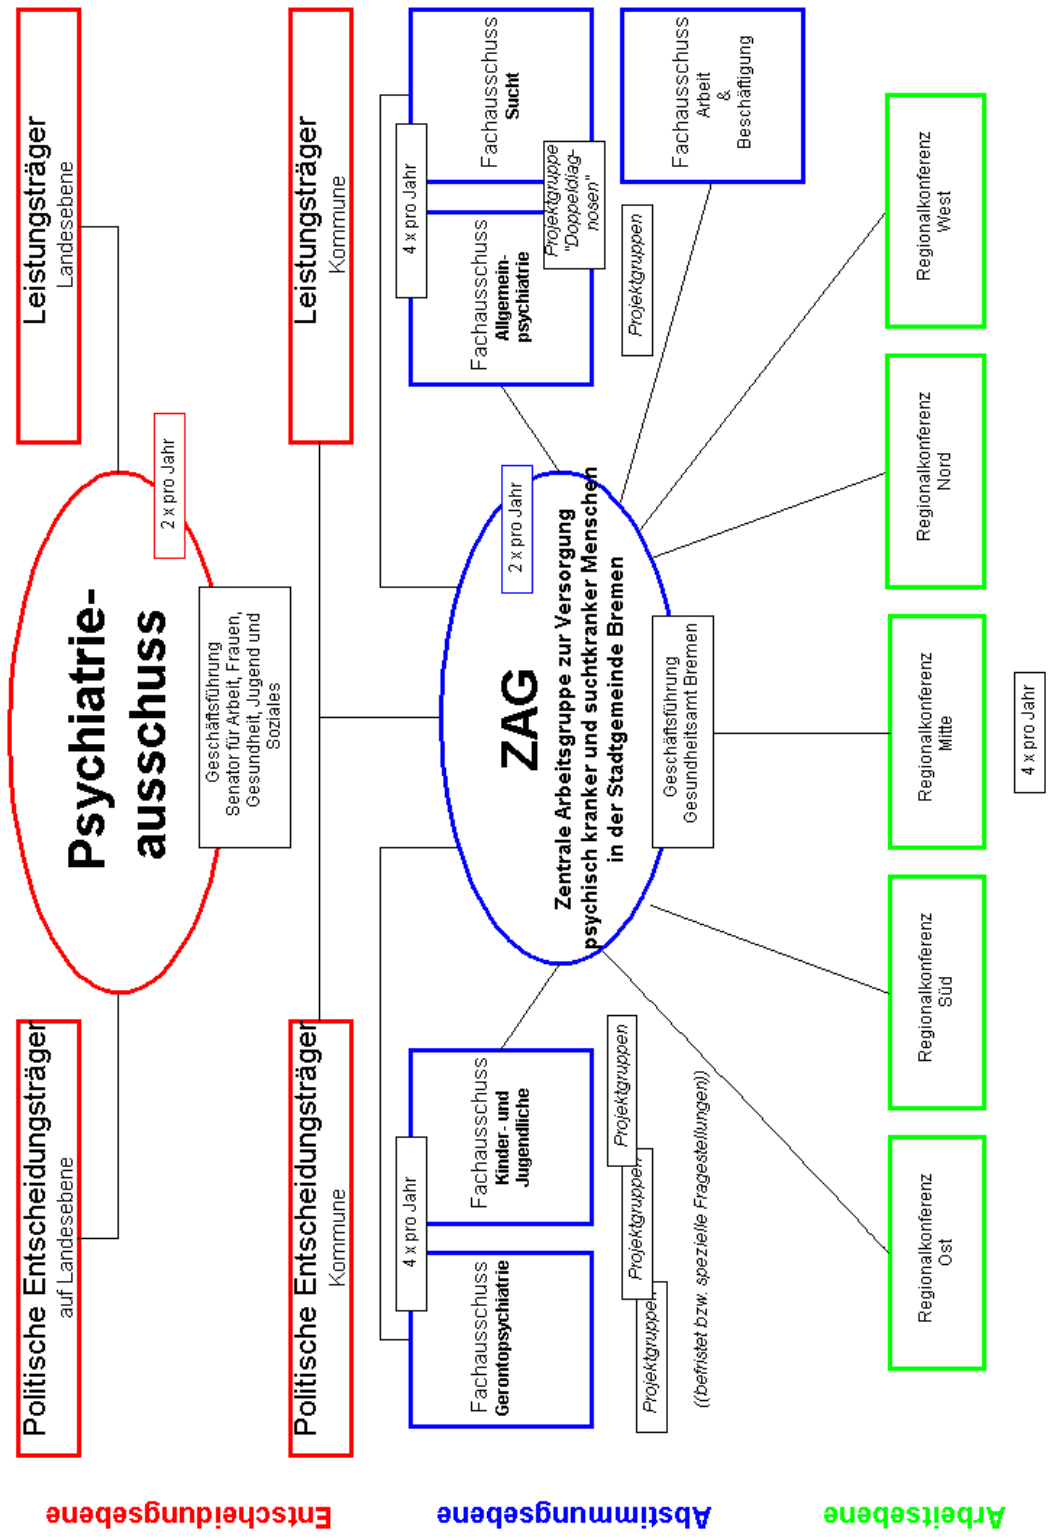 Politische Entscheidungsträger
auf Landesebene
Psychiatrie-
ausschuss
2 x pro Jahr
Geschäftsführung
Senator für Arbeit, Frauen,
Gesundheit, Jugend und
Soziales
Leistungsträger
Landesebene
Entscheidungsebene
Politische Entscheidungsträger
Kommune
Leistungsträger
Kommune
4 x pro Jahr
Fachausschuss
Gerontopsychiatrie
Fachausschuss
Kinder- und
Jugendliche
ZAG
Zentrale Arbeitsgruppe zur Versorgung
psychisch kranker und suchtkranker Menschen
in der Stadtgemeinde Bremen
2 x pro Jahr
Geschäftsführung
Gesundheitsamt Bremen
4 x pro Jahr
Fachausschuss
Allgemein-
psychiatrie
Fachausschuss
Sucht
Projektgruppe
"Doppeldiag-
nosen"
Abstimmungsebene
Projektgruppen
Projektgruppen
Projektgruppen
((befristet bzw. spezielle Fragestellungen))
Projektgruppen
Fachausschuss
Arbeit
&
Beschäftigung
Arbeitsebene
Regionalkonferenz
Ost
Regionalkonferenz
Süd
Regionalkonferenz
Mitte
Regionalkonferenz
Nord
Regionalkonferenz
West
4 x pro Jahr